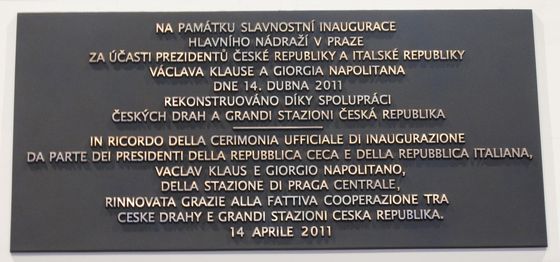 NA PAMÁTKU SLAVNOSTNÍ INAUGURACE
HLAVNÍHO NÁDRAŽÍ V PRAZE
ZA ÚČASTI PREZIDENTŮ ČESKÉ REPUBLIKY A ITALSKÉ REPUBLIKY
VÁCLAVA KLAUSE A GIORGIA NAPOLITANA
DNE 14. DUBNA 2011
REKONSTRUOVÁNO DÍKY SPOLUPRÁCI
ČESKÝCH DRAH A GRANDI STAZIONI ČESKÁ REPUBLIKA
IN RICORDO DELLA CERIMONIA UFFICIALE DI INAUGURAZIONE
DA PARTE DEI PRESIDENTI DELLA REPUBBLICA CECA E DELLA REPUBBLICA ITALIANA,
VACLAV KLAUS E GIORGIO NAPOLITANO,
DELLA STAZIONE DI PRAGA CENTRALE,
RINNOVATA GRAZIE ALLA FATTIVA COOPERAZIONE TRA
CESKE DRAHY E GRANDI STAZIONI CESKA REPUBLIKA.
14 APRILE 2011